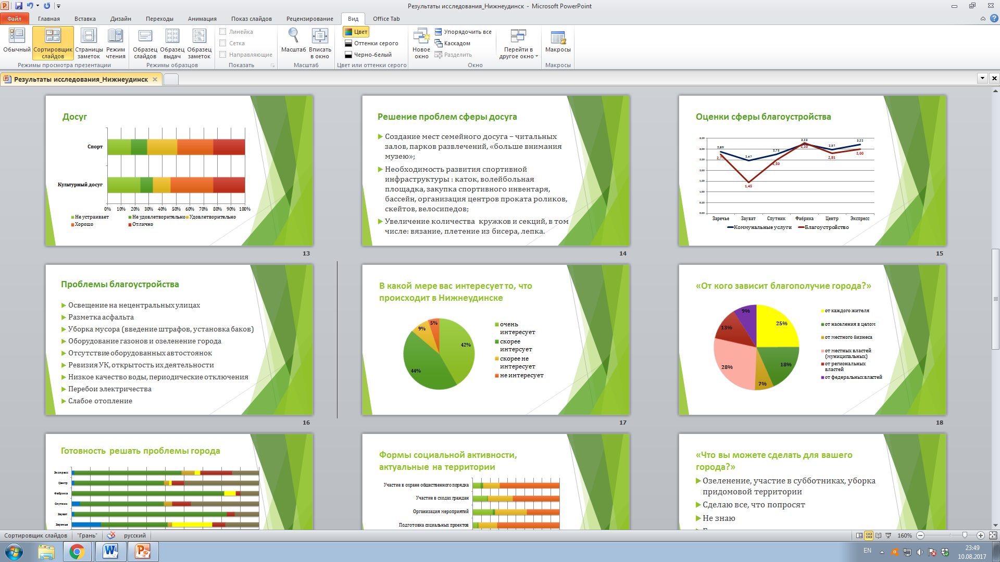 Результаты исследования_Нижнеудинск - Microsoft PowerPoint
Файл Главная Вставка Дизайн Переходы Анимация Показ слайдов Рецензирование Вид Office Tab
Обычный
Сортировщик слайдов
Страницы заметок
Режим чтения
Режимы просмотра презентации
Образец слайдов
Образец выдач
Образец заметок
Режимы образцов
Линейка
Сетка
Направляющие
Показать
Масштаб
Вписать в окно
Масштаб
Цвет
Оттенки серого
Черно-белый
Цвет или оттенки серого
Новое окно
Упорядочить все
Каскадом
Разделить
Перейти в другое окно
Окно
Макросы
Макросы
Результаты исследования_Нижнеудинск
Досуг
Спорт
Культурный досуг
0% 10% 20% 30% 40% 50% 60% 70% 80% 90% 100%
Не устраивает Не удовлетворительно Удовлетворительно
Хорошо Отлично
13
Решение проблем сферы досуга
Создание мест семейного досуга – читальных
залов, парков развлечений, «больше внимания
музею»;
Необходимость развития спортивной
инфраструктуры : каток, волейбольная
площадка, закупка спортивного инвентаря,
бассейн, организация центров проката роликов,
скейтов, велосипедов;
Увеличение количества кружков и секций, в том
числе: вязание, плетение из бисера, лепка.
14
Оценки сферы благоустройства
3,50
3,00
2,50
2,00
1,50
1,00
0,50
0,00
2,89 2,47 2,75 3,23 2,97 3,22
1,45 2,50 3,30 2,81 3,00
Заречье Зауват Спутник Фабрика Центр Экспресс
Коммунальные услуги Благоустройство
15
Проблемы благоустройства
Освещение на нецентральных улицах
Разметка асфальта
Уборка мусора (введение штрафов, установка баков)
Оборудование газонов и озеленение города
Отсутствие оборудованных автостоянок
Ревизия УК, открытость их деятельности
Низкое качество воды, периодические отключения
Перебои электричества
Слабое отопление
16
В какой мере вас интересует то, что
происходит в Нижнеудинске
5%
9%
42%
44%
очень
интересует
скорее
интерсует
скорее не
интересует
не интересует
17
«От кого зависит благополучие города?»
9%
25%
13%
18%
28%
7%
от каждого жителя
от населения в целом
от местного бизнеса
от местных властей
(муниципальных)
от региональных
властей
от федеральных властей
18
Готовность решать проблемы города
Экспресс
Центр
Фабрика
Спутник
Зауват
Заречье
Формы социальной активности,
актуальные на территории
Участие в охране общественного порядка
Участие в сходах граждан
Организация мероприятий
Подготовка социальных проектов
«Что вы можете сделать для вашего
города?»
Озеленение, участие в субботниках, уборка
придомовой территории
Сделаю все, что попросят
Не знаю
Сортировщик слайдов "Грань" русский
160%
EN
23:49
10.08.2017